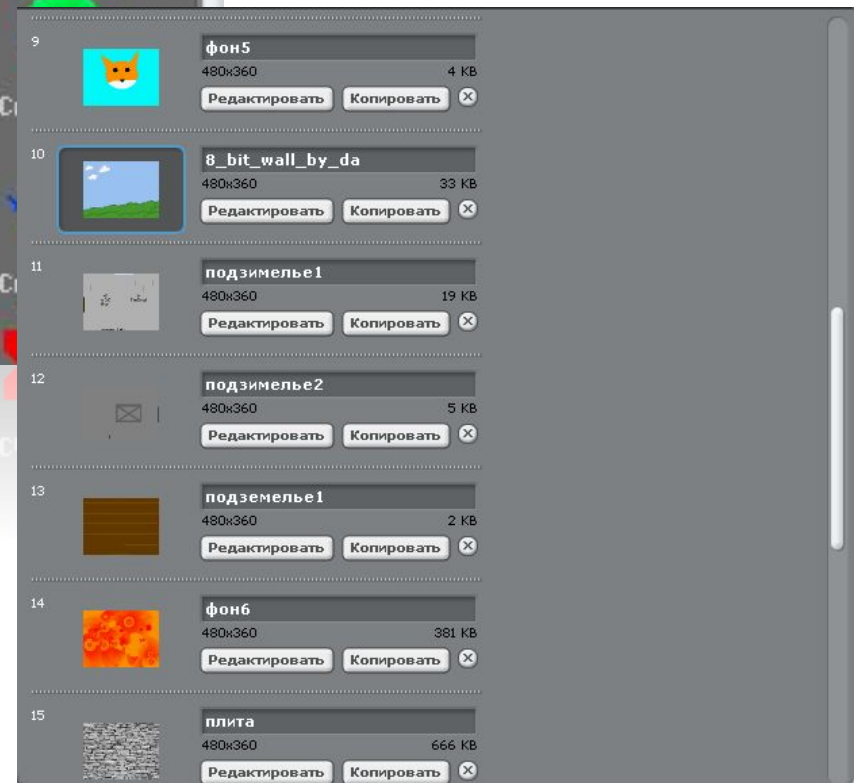 9
фон5
480x360 4 KB
Редактировать Копировать
10
8_bit_wall_by_da
480x360 33 KB
Редактировать Копировать
11
подзимелье1
480x360 19 KB
Редактировать Копировать
12
подзимелье2
480x360 5 KB
Редактировать Копировать
13
подземелье1
480x360 2 KB
Редактировать Копировать
14
фон6
480x360 381 KB
Редактировать Копировать
15
плита
480x360 666 KB
Редактировать Копировать